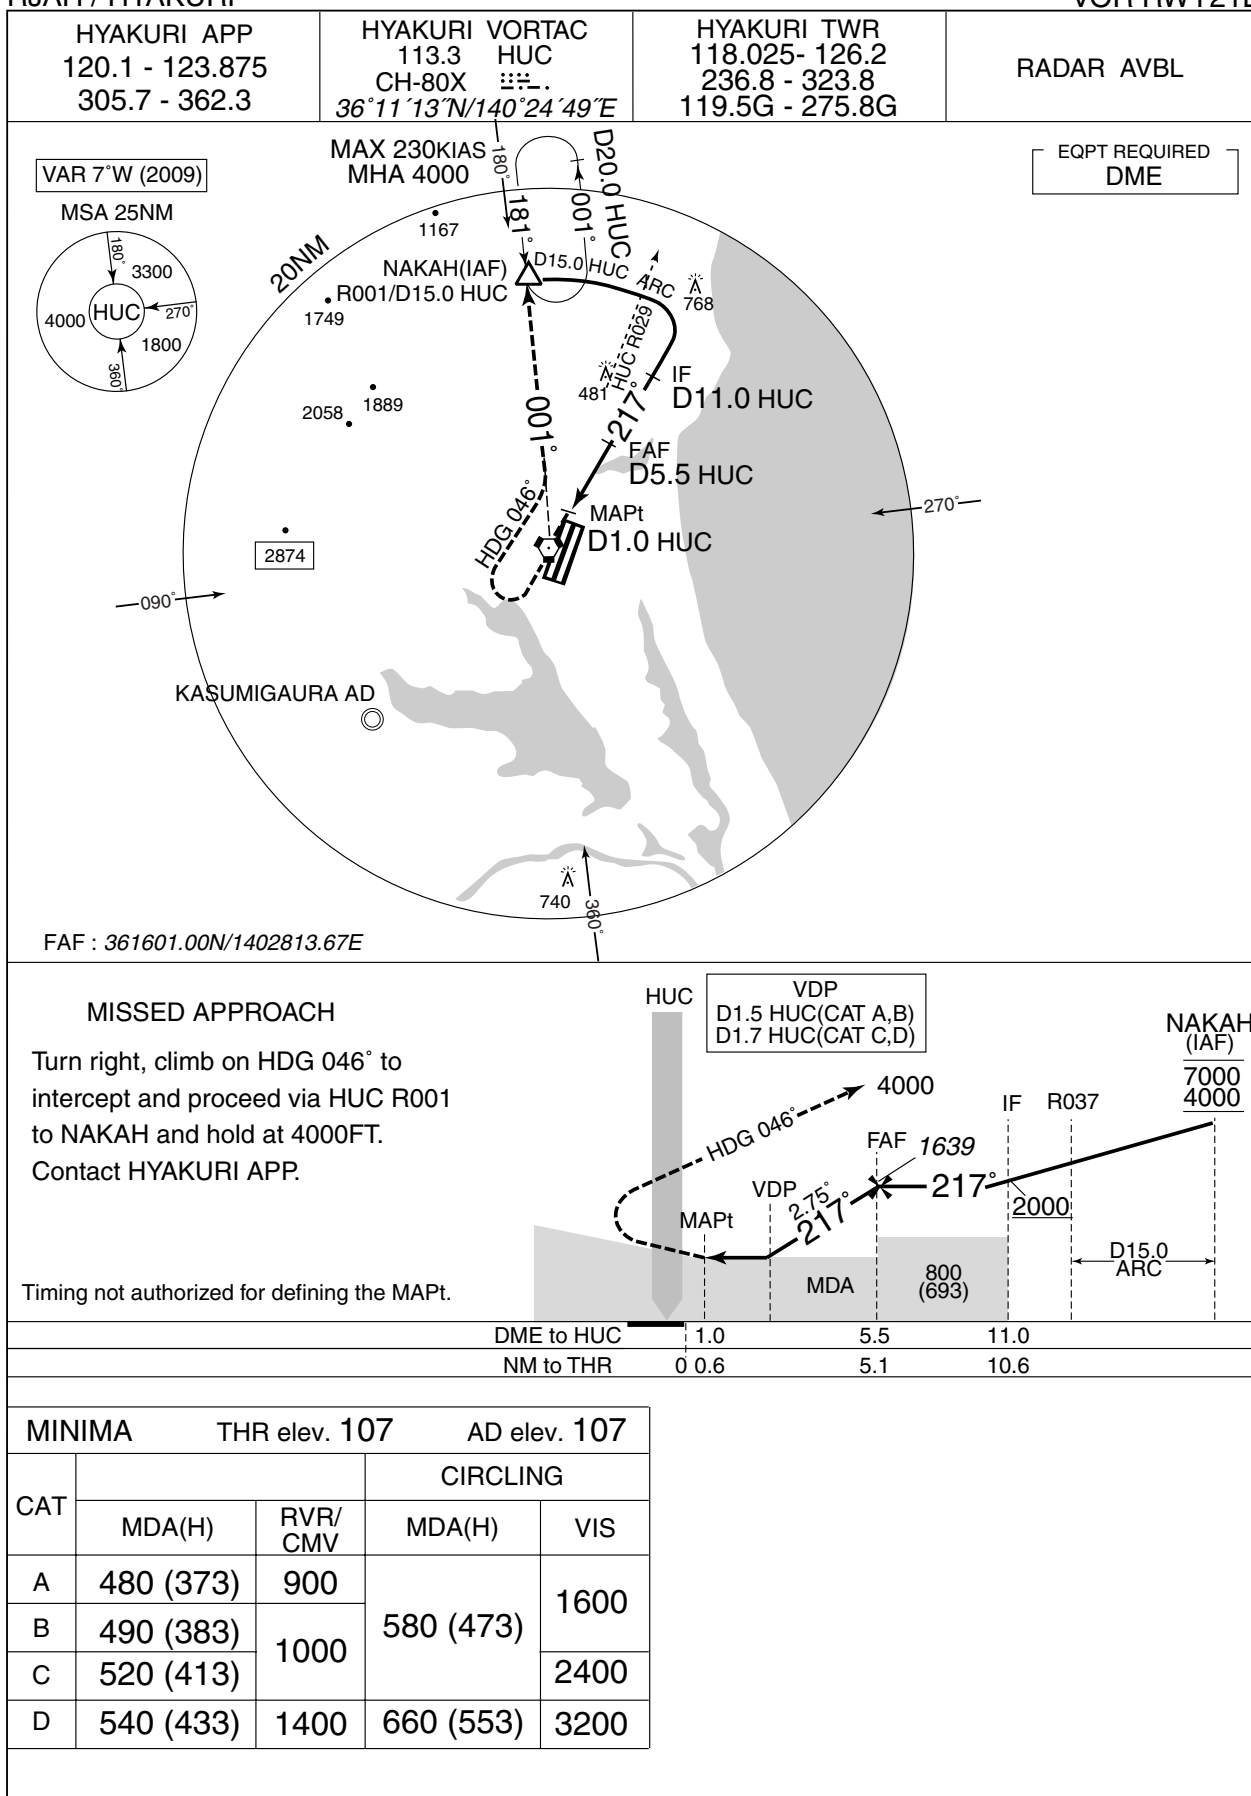 HYAKURI APP
120.1 - 123.875
305.7 - 362.3
HYAKURI VORTAC
113.3 HUC
CH-80X
36°11´13˝N/140°24´49˝E
HYAKURI TWR
118.025- 126.2
236.8 - 323.8
119.5G - 275.8G
RADAR AVBL
VAR 7°W (2009)
MSA 25NM
180°
3300
4000
HUC
270°
1800
360°
MAX 230KIAS
MHA 4000
180°
181°
001°
D20.0 HUC
EQPT REQUIRED
DME
20NM
1167
NAKAH(IAF)
R001/D15.0 HUC
D15.0 HUC ARC
768
1749
HUC R029
481
IF
D11.0 HUC
217°
2058
1889
001°
FAF
D5.5 HUC
HDG 046°
MAPt
D1.0 HUC
270°
2874
090°
KASUMIGAURA AD
740
360°
FAF : 361601.00N/1402813.67E
MISSED APPROACH
Turn right, climb on HDG 046° to
intercept and proceed via HUC R001
to NAKAH and hold at 4000FT.
Contact HYAKURI APP.
Timing not authorized for defining the MAPt.
HUC
VDP
D1.5 HUC(CAT A,B)
D1.7 HUC(CAT C,D)
NAKAH
(IAF)
7000
4000
HDG 046°
4000
IF
R037
FAF
1639
VDP
2.75°
217°
217°
2000
MAPt
MDA
800
(693)
D15.0
ARC
DME to HUC 1.0 5.5 11.0
NM to THR 0 0.6 5.1 10.6
MINIMA THR elev. 107 AD elev. 107
CAT
CIRCLING
MDA(H)
RVR/
CMV
MDA(H)
VIS
A 480 (373) 900
B 490 (383)
1000
580 (473)
1600
C 520 (413)
2400
D 540 (433) 1400 660 (553) 3200